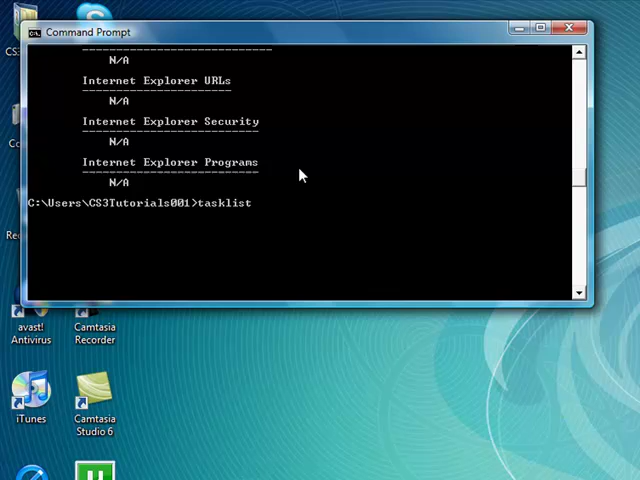 Command Prompt
N/A
Internet Explorer URLs
N/A
Internet Explorer Security
N/A
Internet Explorer Programs
N/A
C:\Users\CS3Tutorials001>tasklist
avast!
Antivirus
Camtasia
Recorder
iTunes
Camtasia
Studio 6